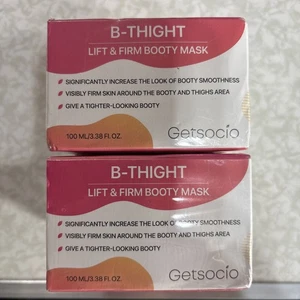 B-THIGHT
LIFT & FIRM BOOTY MASK
SIGNIFICANTLY INCREASE THE LOOK OF BOOTY SMOOTHNESS
VISIBLY FIRM SKIN AROUND THE BOOTY AND THIGHS AREA
GIVE A TIGHTER-LOOKING BOOTY
100 ML/3.38 FL.OZ.
Getsocio
B-THIGHT
LIFT & FIRM BOOTY MASK
SIGNIFICANTLY INCREASE THE LOOK OF BOOTY SMOOTHNESS
VISIBLY FIRM SKIN AROUND THE BOOTY AND THIGHS AREA
GIVE A TIGHTER-LOOKING BOOTY
100 ML/3.38 FL.OZ.
Getsocio